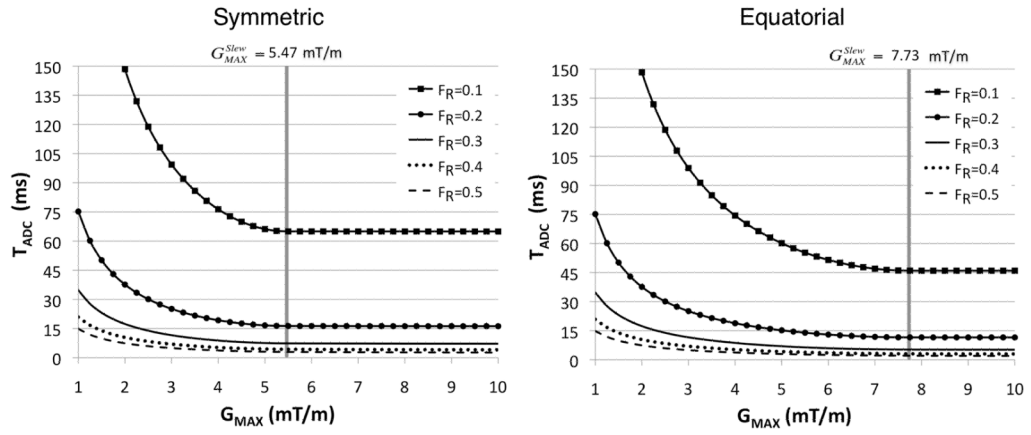 Symmetric
G_MAX^Slew = 5.47 mT/m
150
135
120
105
90
75
60
45
30
15
0
T_ADC (ms)
F_R=0.1
F_R=0.2
F_R=0.3
F_R=0.4
F_R=0.5
1 2 3 4 5 6 7 8 9 10
G_MAX (mT/m)
Equatorial
G_MAX^Slew = 7.73 mT/m
150
135
120
105
90
75
60
45
30
15
0
T_ADC (ms)
F_R=0.1
F_R=0.2
F_R=0.3
F_R=0.4
F_R=0.5
1 2 3 4 5 6 7 8 9 10
G_MAX (mT/m)